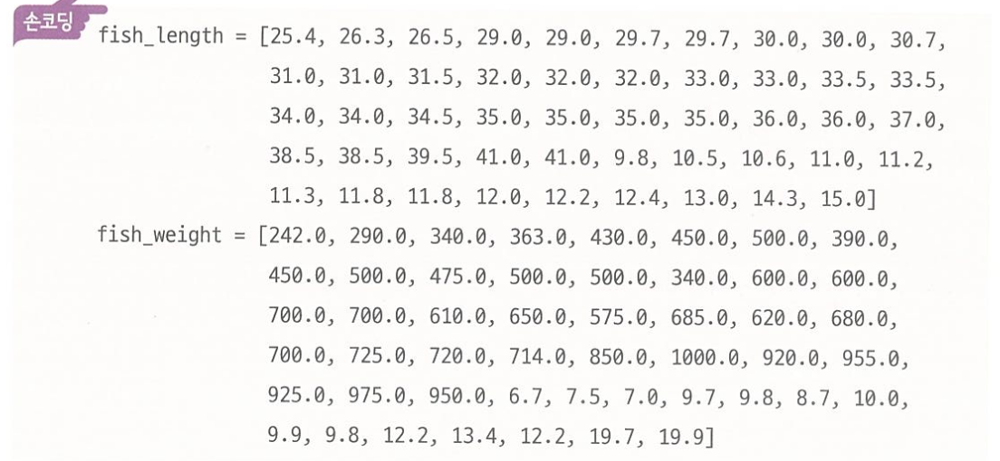 손코딩
fish_length = [25.4, 26.3, 26.5, 29.0, 29.0, 29.7, 29.7, 30.0, 30.0, 30.7,
31.0, 31.0, 31.5, 32.0, 32.0, 32.0, 33.0, 33.0, 33.5, 33.5,
34.0, 34.0, 34.5, 35.0, 35.0, 35.0, 35.0, 36.0, 36.0, 37.0,
38.5, 38.5, 39.5, 41.0, 41.0, 9.8, 10.5, 10.6, 11.0, 11.2,
11.3, 11.8, 11.8, 12.0, 12.2, 12.4, 13.0, 14.3, 15.0]
fish_weight = [242.0, 290.0, 340.0, 363.0, 430.0, 450.0, 500.0, 390.0,
450.0, 500.0, 475.0, 500.0, 500.0, 340.0, 600.0, 600.0,
700.0, 700.0, 610.0, 650.0, 575.0, 685.0, 620.0, 680.0,
700.0, 725.0, 720.0, 714.0, 850.0, 1000.0, 920.0, 955.0,
925.0, 975.0, 950.0, 6.7, 7.5, 7.0, 9.7, 9.8, 8.7, 10.0,
9.9, 9.8, 12.2, 13.4, 12.2, 19.7, 19.9]